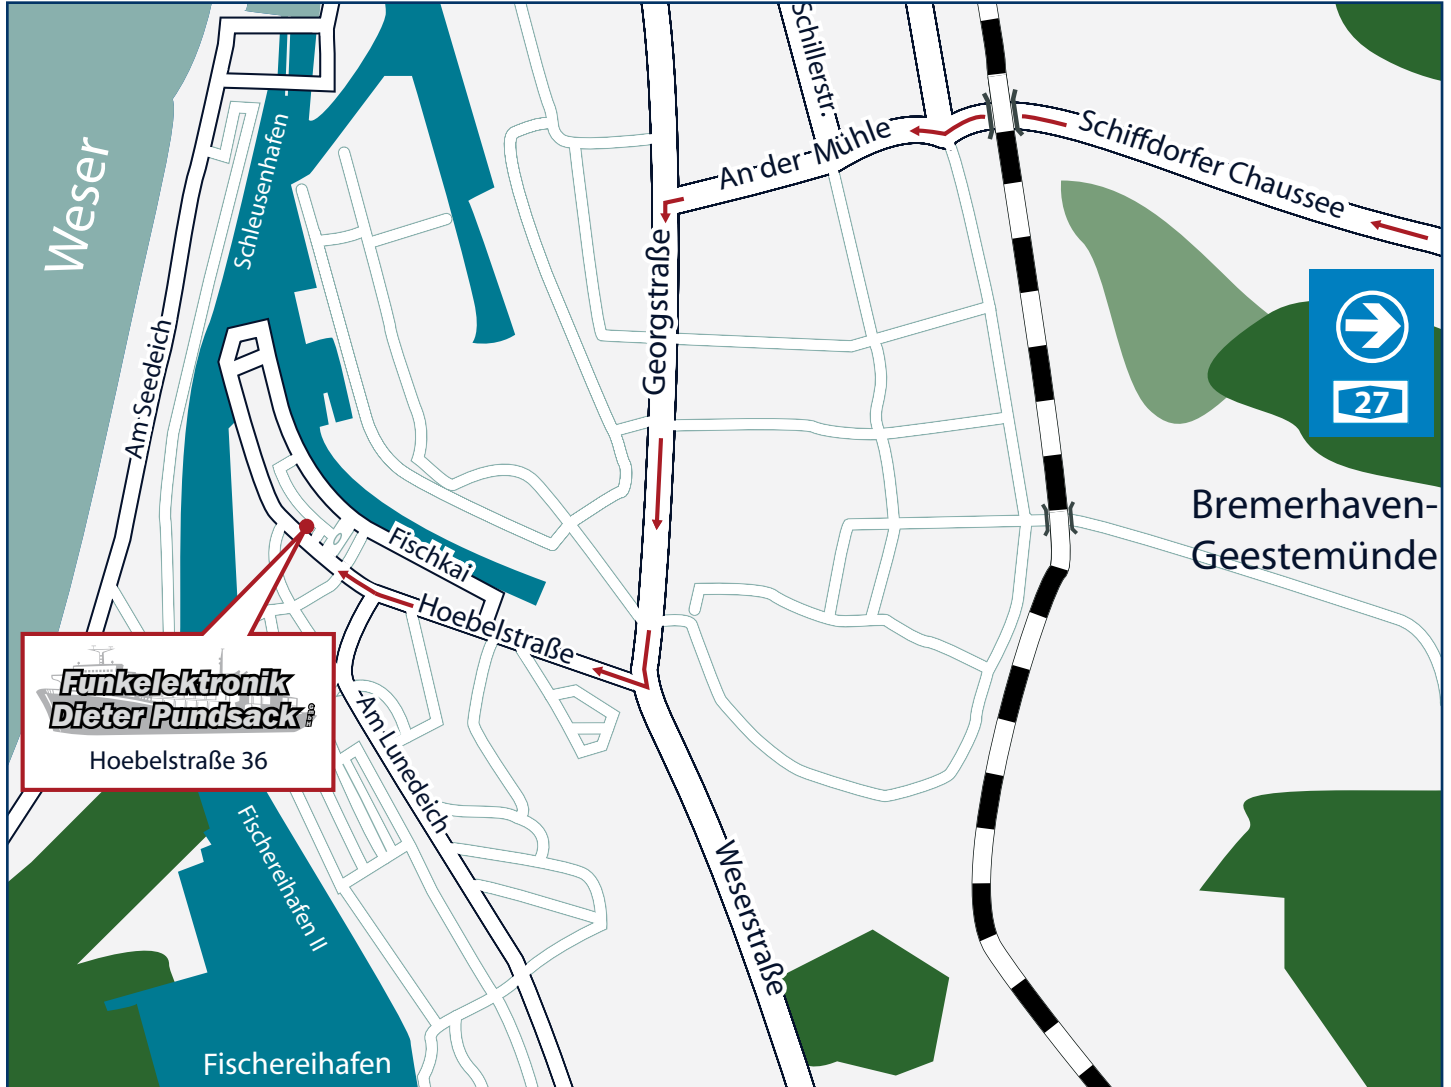 Schillerstr.
An der Mühle
Schiffdorfer Chaussee
Schleusenhafen
Weser
Georgstraße
27
Am Seedeich
Bremerhaven-
Geestemünde
Fischkai
Hoebelstraße
Funkelektronik
Dieter Pundsack
Hoebelstraße 36
Am Lunedeich
Fischereihafen II
Weserstraße
Fischereihafen